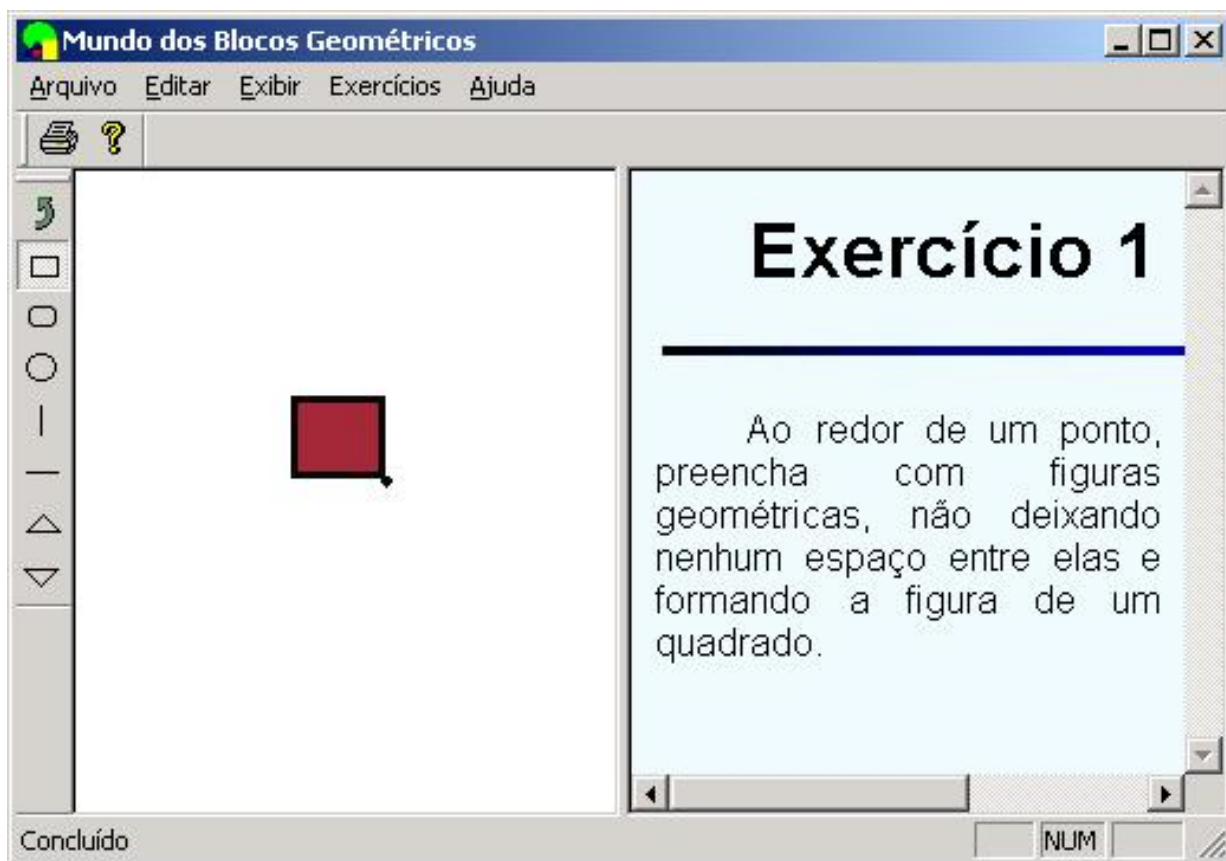 Mundo dos Blocos Geométricos
Arquivo Editar Exibir Exercícios Ajuda
Exercício 1
Ao redor de um ponto,
preencha com figuras
geométricas, não deixando
nenhum espaço entre elas e
formando a figura de um
quadrado.
Concluído NUM